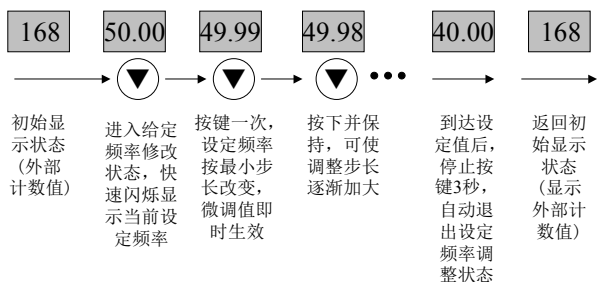 168
50.00
49.99
49.98
40.00
168
初始显
示状态
(外部
计数值)
进入给定
频率修改
状态，快
速闪烁显
示当前设
定频率
按键一次，
设定频率
按最小步
长改变，
微调值即
时生效
按下并保
持，可使
调整步长
逐渐加大
到达设
定值后，
停止按
键3秒，
自动退
出设定
频率调
整状态
返回初
始显示
状态
(显示
外部计
数值)